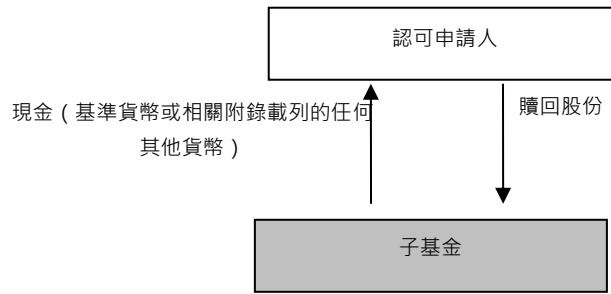 認可申請人
現金（基準貨幣或相關附錄載列的任何
其他貨幣）
贖回股份
子基金